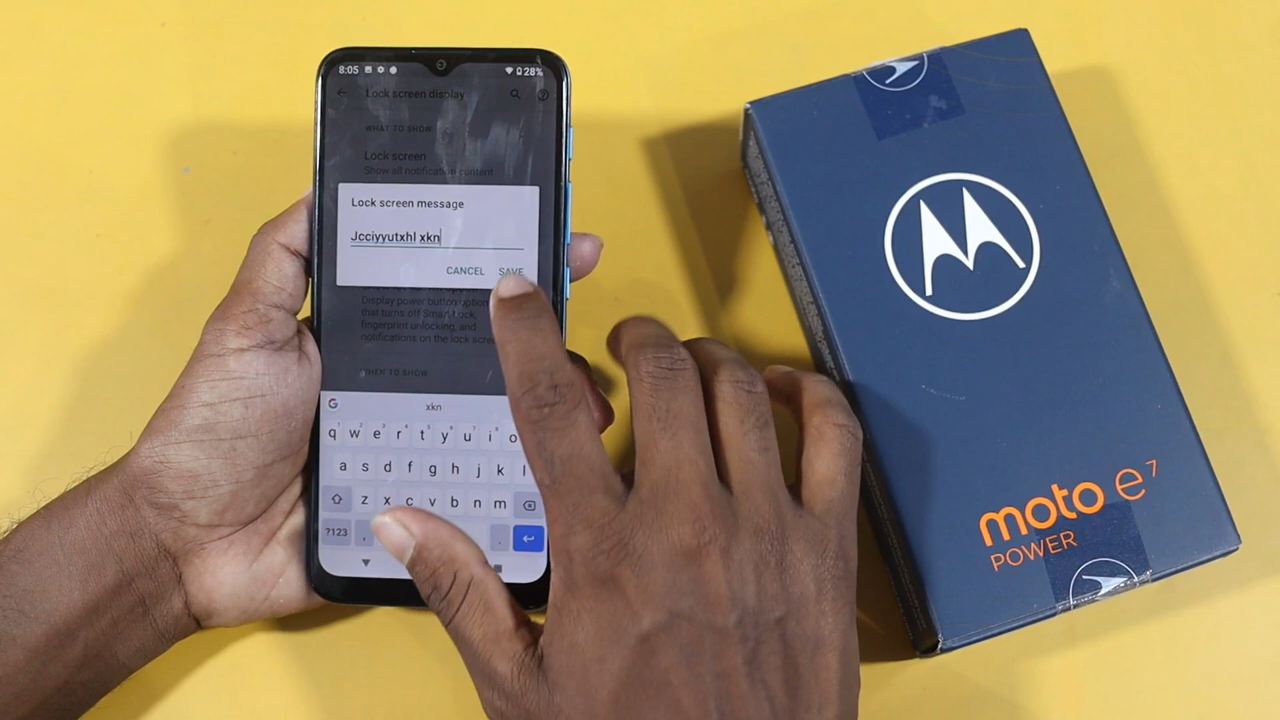 8:05 28%
Lock screen display
WHAT TO SHOW
Lock screen
Show all notification content
Lock screen message
Jcciyyutxhl xkn
CANCEL SAVE
Display power button option
that turns off Smart Lock,
fingerprint unlocking, and
notifications on the lock scre
WHEN TO SHOW
G xkn
q w e r t y u i o
a s d f g h j k l
z x c v b n m
?123 , .
moto e7
POWER